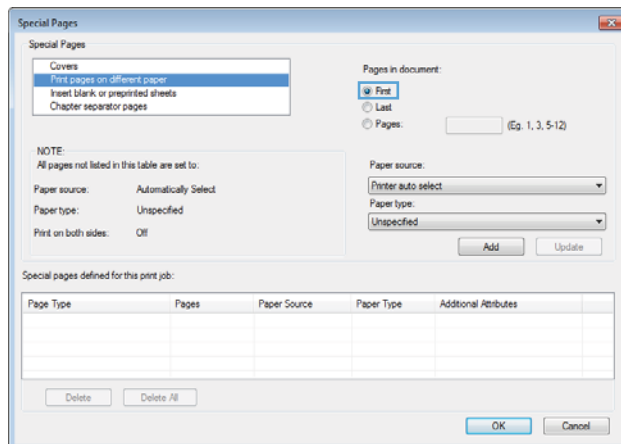 Special Pages
Special Pages
Covers
Print pages on different paper
Insert blank or preprinted sheets
Chapter separator pages
Pages in document:
First
Last
Pages: (Eg. 1, 3, 5-12)
NOTE:
All pages not listed in this table are set to:
Paper source: Automatically Select
Paper type: Unspecified
Print on both sides: Off
Paper source:
Printer auto select
Paper type:
Unspecified
Add Update
Special pages defined for this print job:
Page Type Pages Paper Source Paper Type Additional Attributes
Delete Delete All
OK Cancel